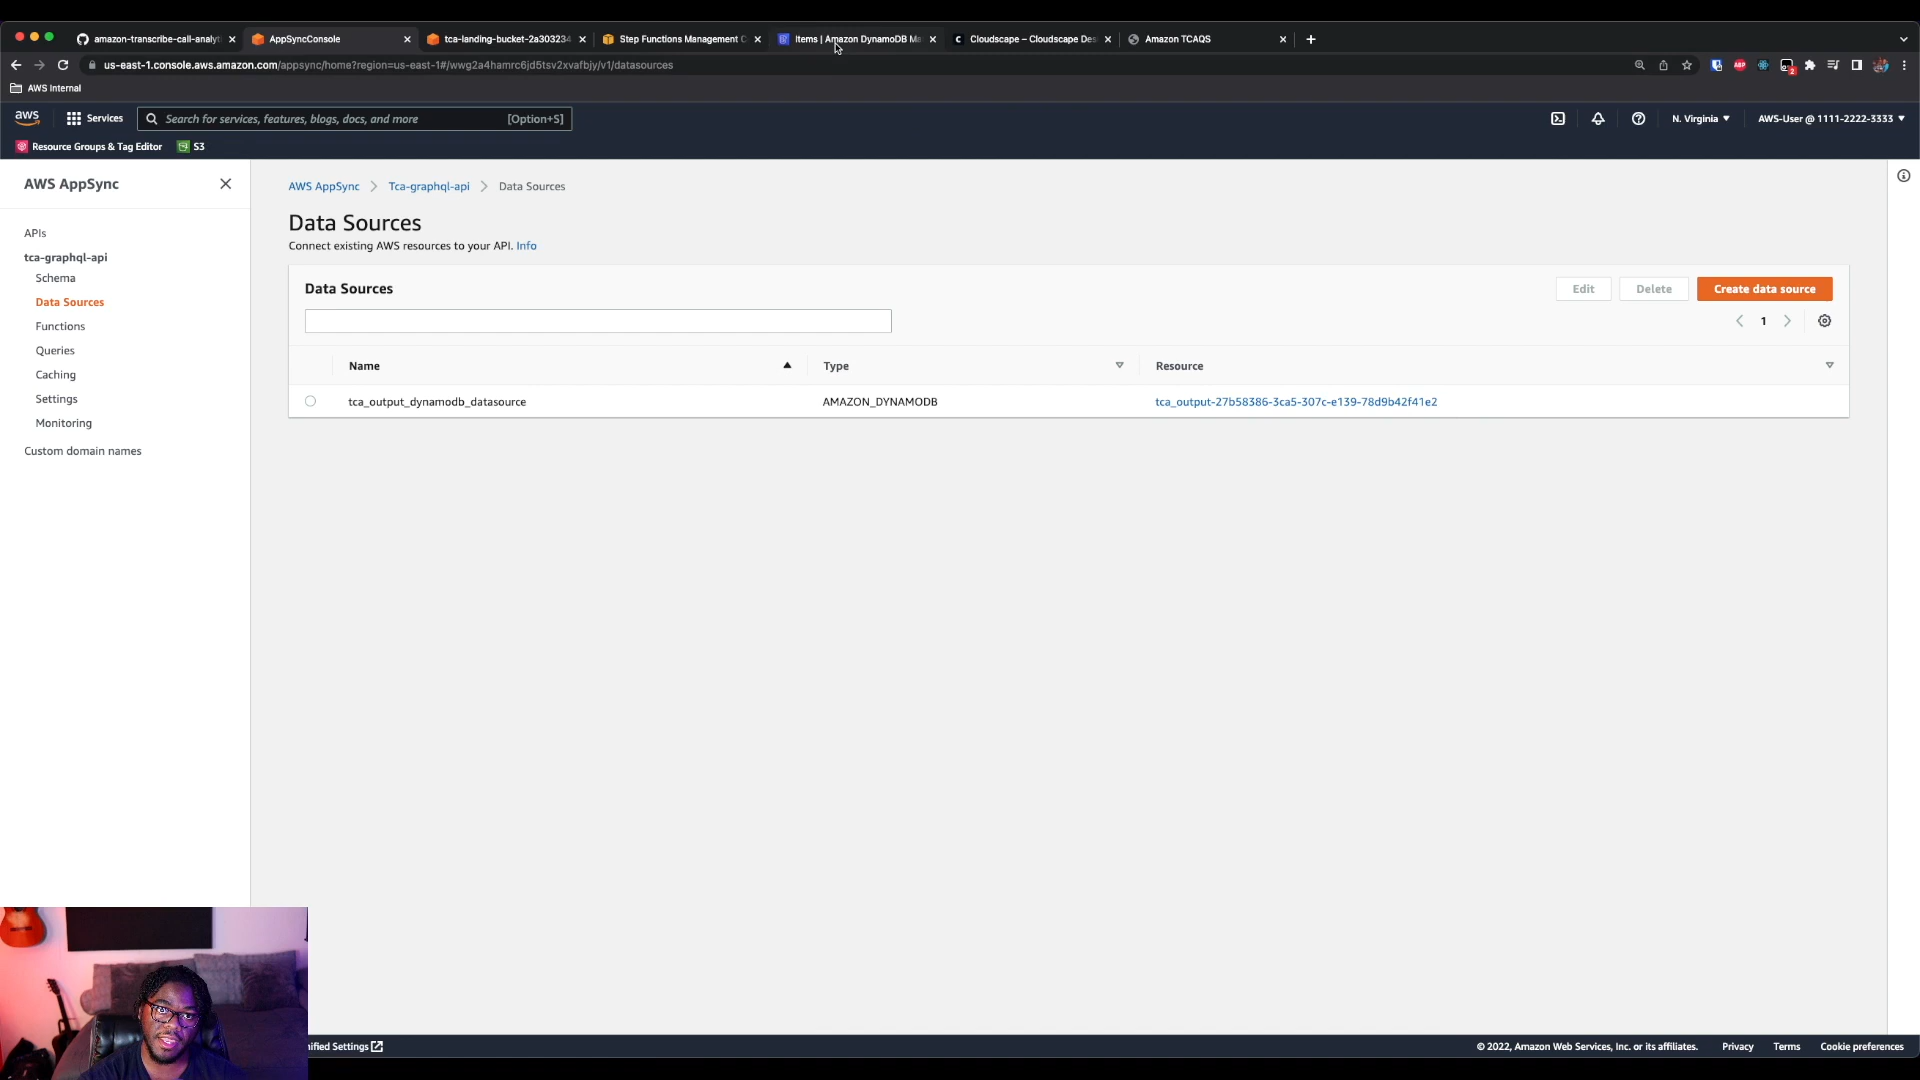 amazon-transcribe-call-analyt
AppSyncConsole
tca-landing-bucket-2a303234
Step Functions Management C
Items | Amazon DynamoDB Ma
Cloudscape – Cloudscape Des
Amazon TCAQS
us-east-1.console.aws.amazon.com/appsync/home?region=us-east-1#/wwg2a4hamrc6jd5tsv2xvafbjy/v1/datasources
AWS Internal
aws
Services
Search for services, features, blogs, docs, and more
[Option+S]
N. Virginia
AWS-User @ 1111-2222-3333
Resource Groups & Tag Editor
S3
AWS AppSync
APIs
tca-graphql-api
Schema
Data Sources
Functions
Queries
Caching
Settings
Monitoring
Custom domain names
AWS AppSync
Tca-graphql-api
Data Sources
Data Sources
Connect existing AWS resources to your API. Info
Data Sources
Edit
Delete
Create data source
1
Name
Type
Resource
tca_output_dynamodb_datasource
AMAZON_DYNAMODB
tca_output-27b58386-3ca5-307c-e139-78d9b42f41e2
nified Settings
© 2022, Amazon Web Services, Inc. or its affiliates.
Privacy
Terms
Cookie preferences